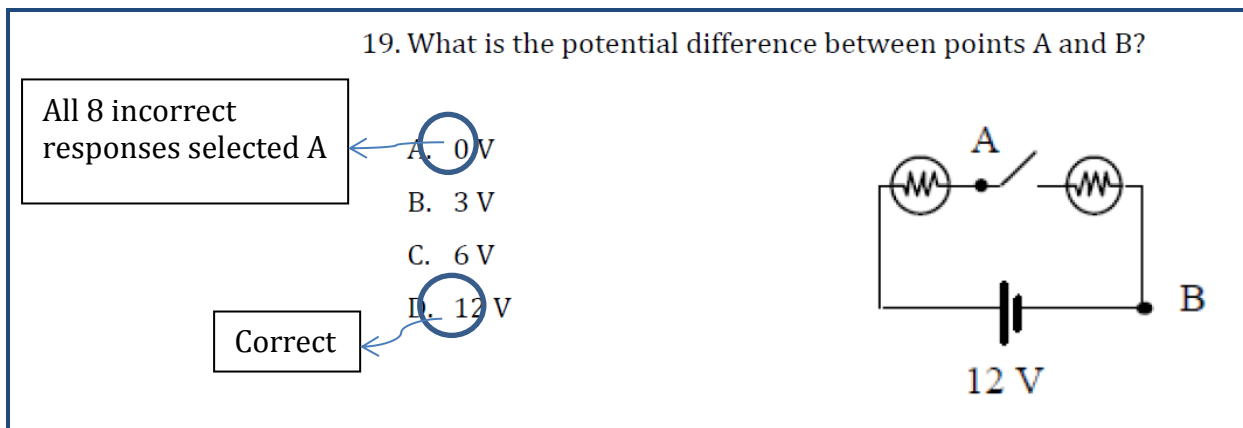 19. What is the potential difference between points A and B?
All 8 incorrect
responses selected A
A. 0 V
B. 3 V
C. 6 V
D. 12 V
Correct
A
B
12 V